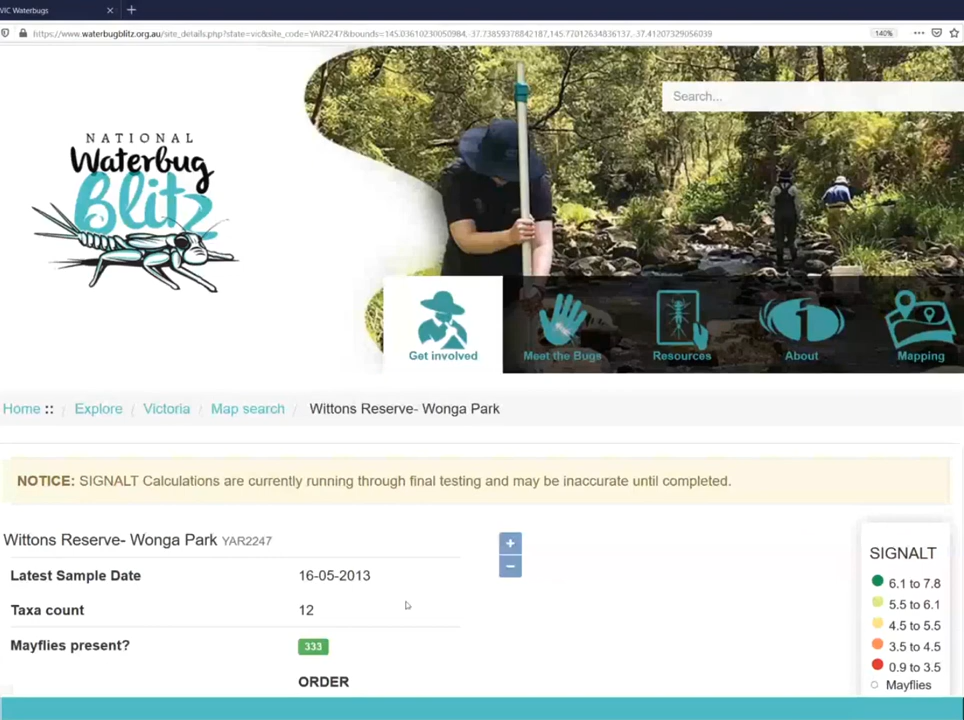 VIC Waterbugs
https://www.waterbugblitz.org.au/site_details.php?state=vic&site_code=YAR2247&bounds=145.03610230050984,-37.73859378842187,145.77012634836137,-37.41207329056039
140%
Search...
NATIONAL
Waterbug
Blitz
Get involved
Meet the Bugs
Resources
About
Mapping
Home :: / Explore / Victoria / Map search / Wittons Reserve- Wonga Park
NOTICE: SIGNALT Calculations are currently running through final testing and may be inaccurate until completed.
Wittons Reserve- Wonga Park YAR2247
Latest Sample Date 16-05-2013
Taxa count 12
Mayflies present? 333
ORDER
+
−
SIGNALT
6.1 to 7.8
5.5 to 6.1
4.5 to 5.5
3.5 to 4.5
0.9 to 3.5
Mayflies